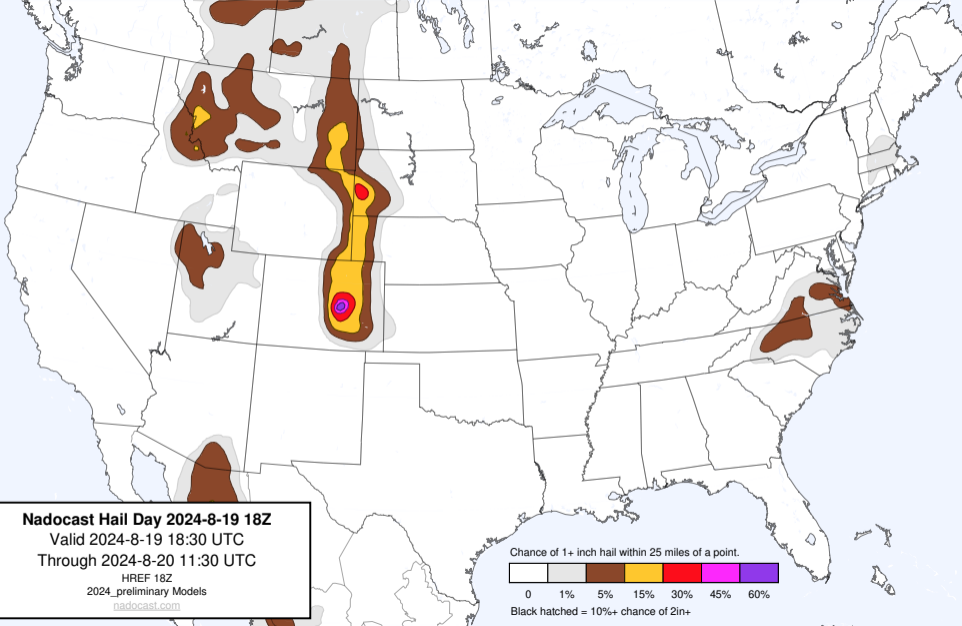 Nadocast Hail Day 2024-8-19 18Z
Valid 2024-8-19 18:30 UTC
Through 2024-8-20 11:30 UTC
HREF 18Z
2024_preliminary Models
nadocast.com
Chance of 1+ inch hail within 25 miles of a point.
0 1% 5% 15% 30% 45% 60%
Black hatched = 10%+ chance of 2in+